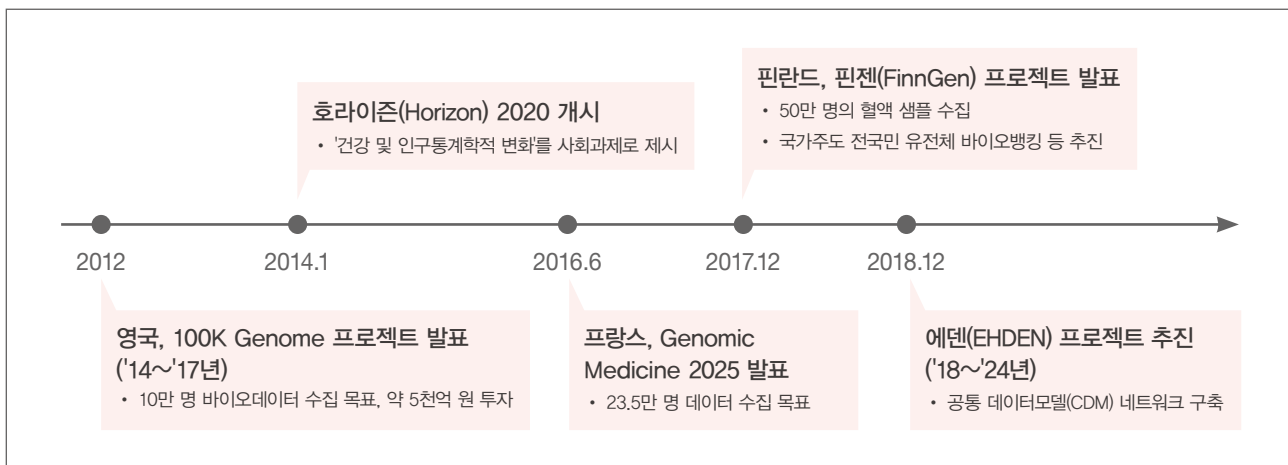 핀란드, 핀젠(FinnGen) 프로젝트 발표
• 50만 명의 혈액 샘플 수집
• 국가주도 전국민 유전체 바이오뱅킹 등 추진
호라이즌(Horizon) 2020 개시
• '건강 및 인구통계학적 변화'를 사회과제로 제시
2012
2014.1
2016.6
2017.12
2018.12
영국, 100K Genome 프로젝트 발표
('14～'17년)
• 10만 명 바이오데이터 수집 목표, 약 5천억 원 투자
프랑스, Genomic
Medicine 2025 발표
• 23.5만 명 데이터 수집 목표
에덴(EHDEN) 프로젝트 추진
('18～'24년)
• 공통 데이터모델(CDM) 네트워크 구축